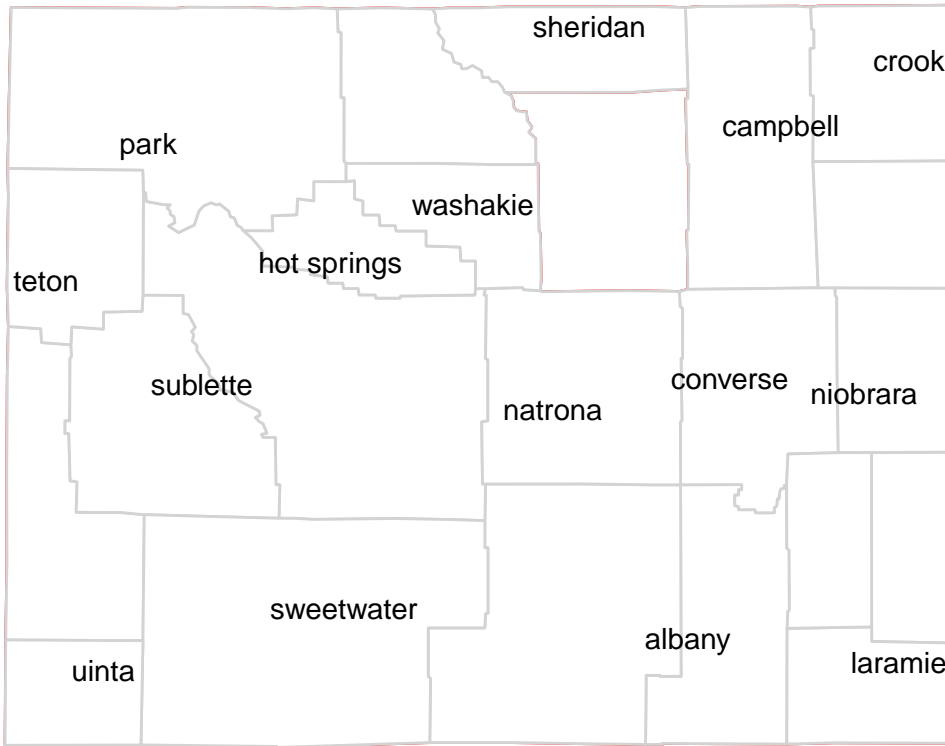 sheridan
crook
campbell
park
washakie
hot springs
teton
sublette
converse
niobrara
natrona
sweetwater
albany
uinta
laramie